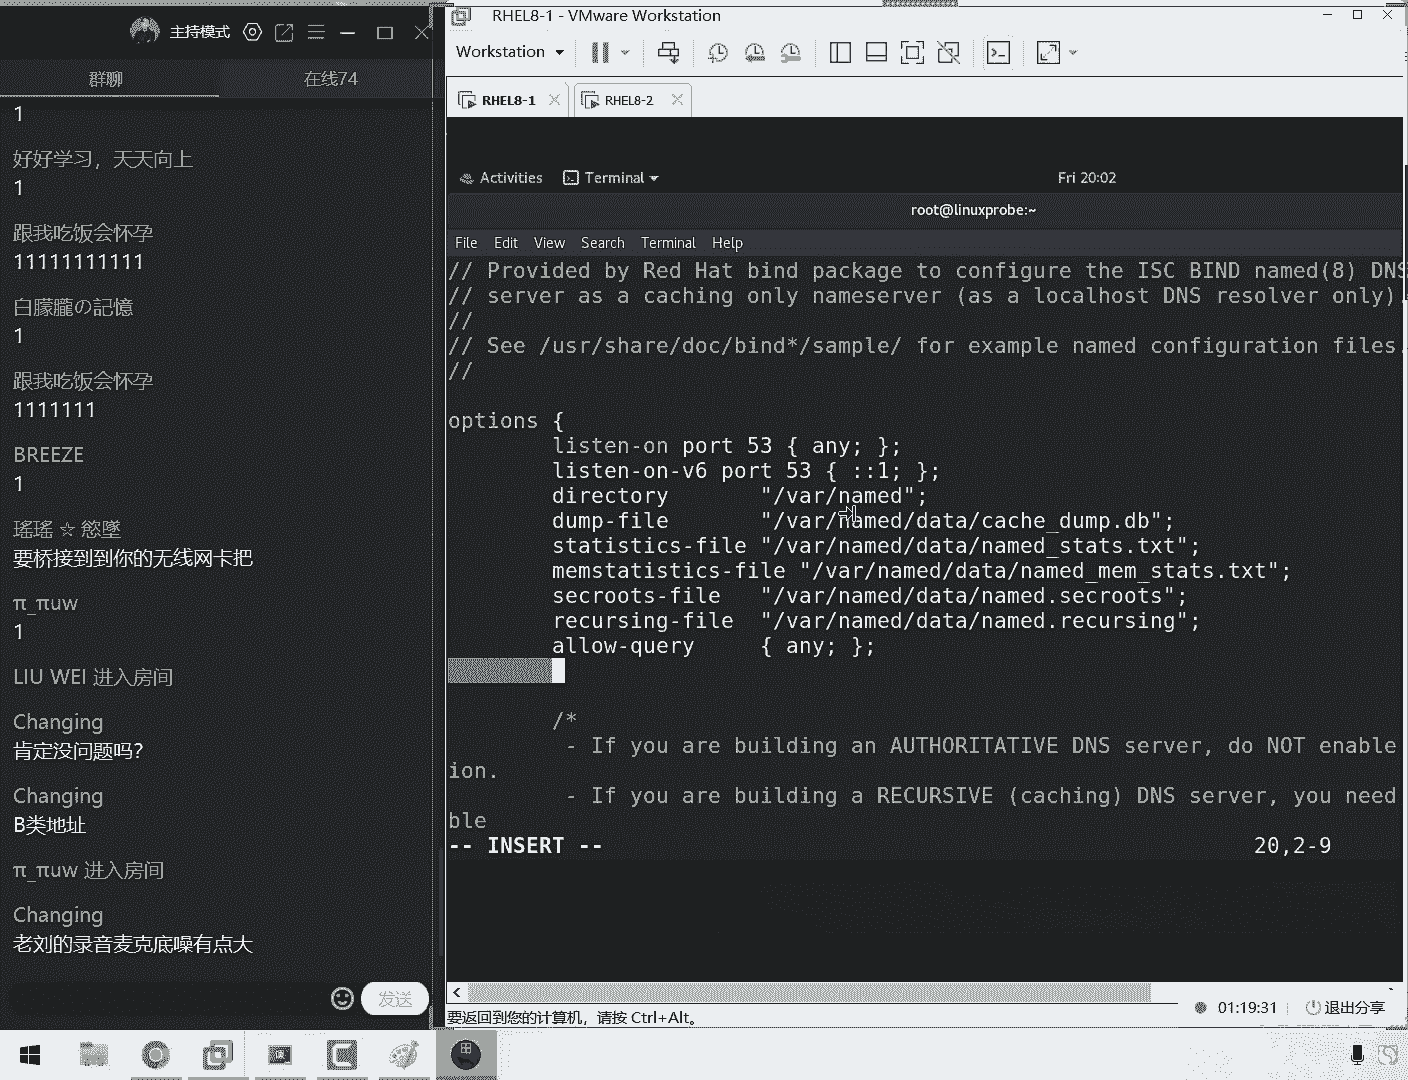 主持模式
群聊
在线74
1
好好学习，天天向上
1
跟我吃饭会怀孕
11111111111
白朦朧の記憶
1
跟我吃饭会怀孕
1111111
BREEZE
1
瑤瑤 ☆ 慾墜
要桥接到到你的无线网卡把
π_πuw
1
LIU WEI 进入房间
Changing
肯定没问题吗?
Changing
B类地址
π_πuw 进入房间
Changing
老刘的录音麦克底噪有点大
发送
RHEL8-1 - VMware Workstation
Workstation
RHEL8-1
RHEL8-2
Activities
Terminal
Fri 20:02
root@linuxprobe:~
File Edit View Search Terminal Help
// Provided by Red Hat bind package to configure the ISC BIND named(8) DNS
// server as a caching only nameserver (as a localhost DNS resolver only).
//
// See /usr/share/doc/bind*/sample/ for example named configuration files.
//
options {
listen-on port 53 { any; };
listen-on-v6 port 53 { ::1; };
directory "/var/named";
dump-file "/var/named/data/cache_dump.db";
statistics-file "/var/named/data/named_stats.txt";
memstatistics-file "/var/named/data/named_mem_stats.txt";
secroots-file "/var/named/data/named.secroots";
recursing-file "/var/named/data/named.recursing";
allow-query { any; };
/*
- If you are building an AUTHORITATIVE DNS server, do NOT enable
ion.
- If you are building a RECURSIVE (caching) DNS server, you need
ble
-- INSERT --
20,2-9
01:19:31
退出分享
要返回到您的计算机，请按 Ctrl+Alt。